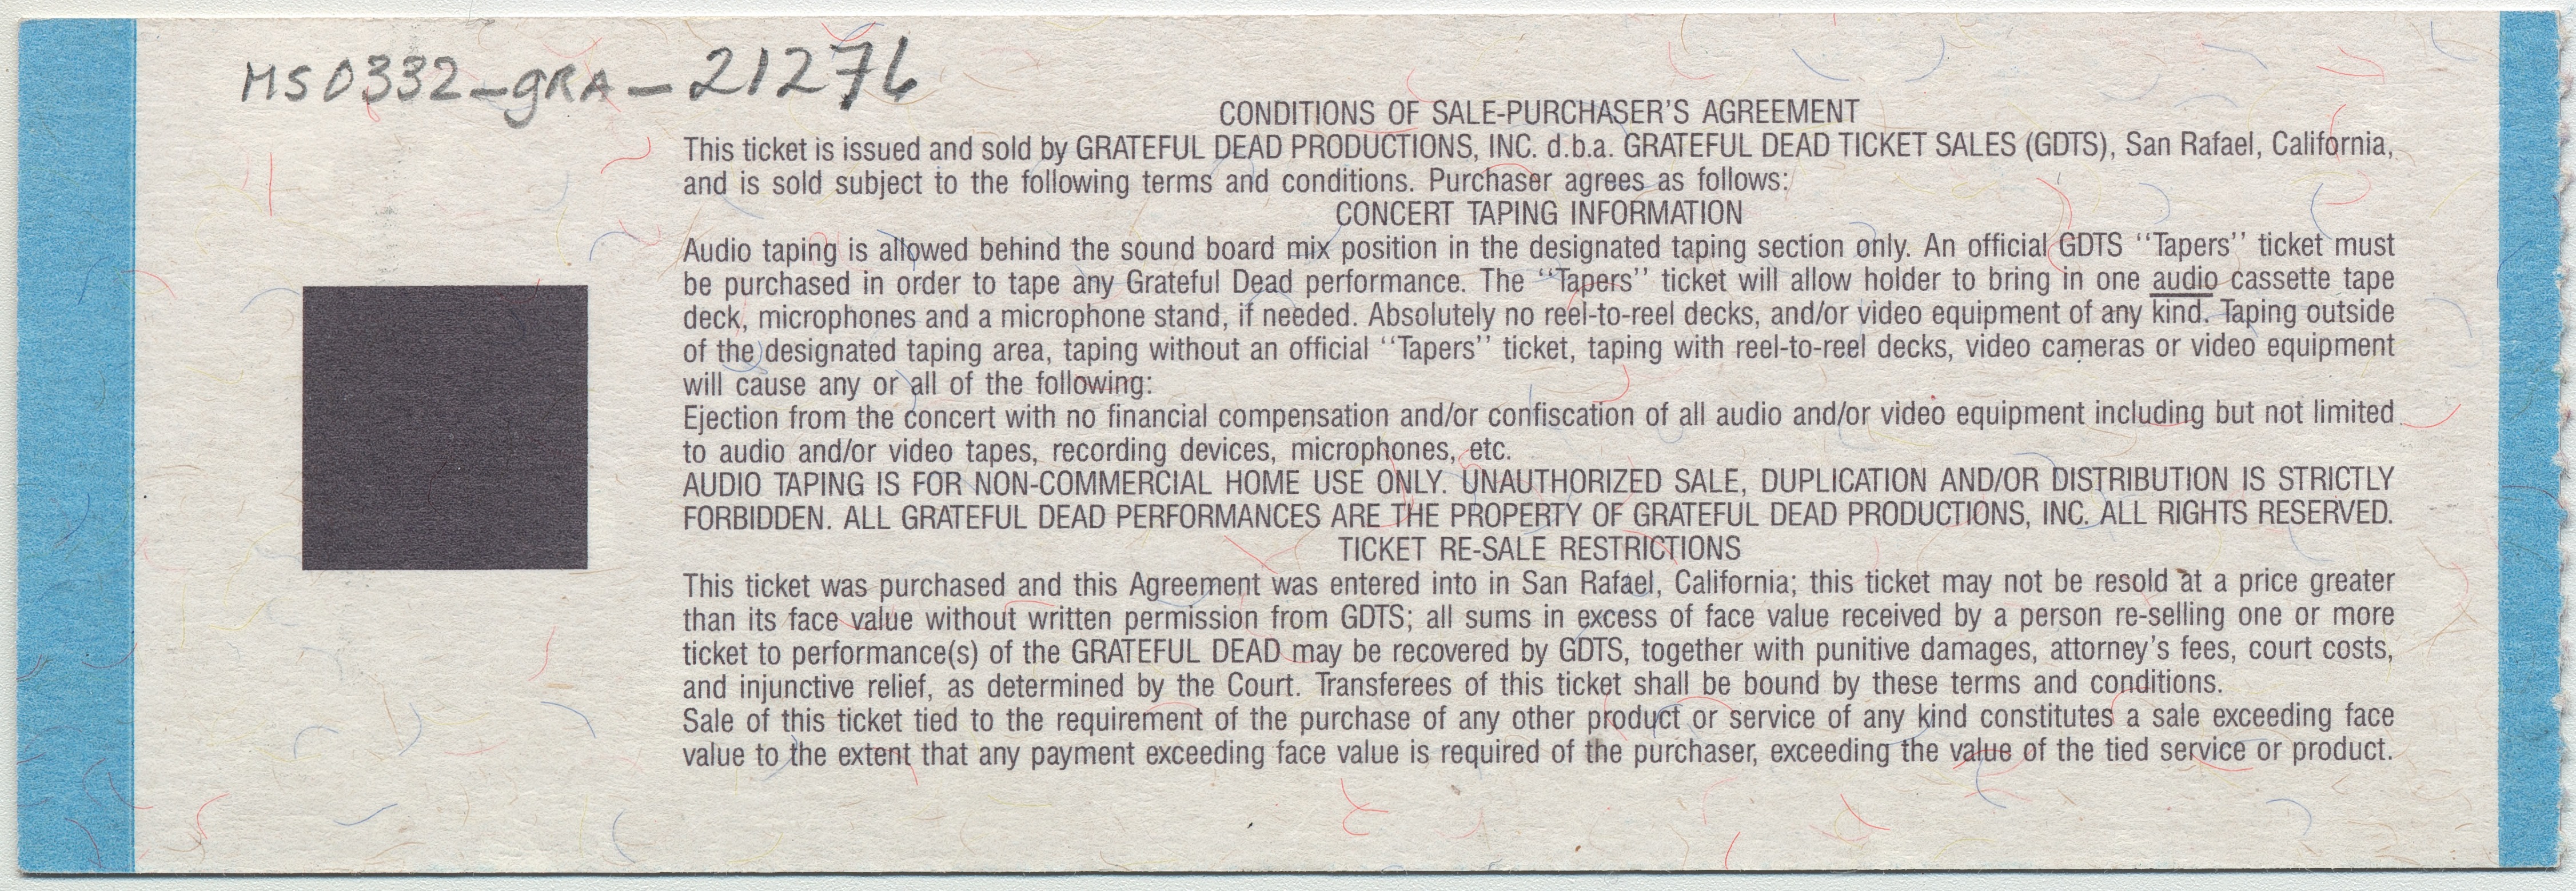 MS0332-gRA-21276
CONDITIONS OF SALE-PURCHASER'S AGREEMENT
This ticket is issued and sold by GRATEFUL DEAD PRODUCTIONS, INC. d.b.a. GRATEFUL DEAD TICKET SALES (GDTS), San Rafael, California,
and is sold subject to the following terms and conditions. Purchaser agrees as follows:
CONCERT TAPING INFORMATION
Audio taping is allowed behind the sound board mix position in the designated taping section only. An official GDTS ''Tapers'' ticket must
be purchased in order to tape any Grateful Dead performance. The ''Tapers'' ticket will allow holder to bring in one audio cassette tape
deck, microphones and a microphone stand, if needed. Absolutely no reel-to-reel decks, and/or video equipment of any kind. Taping outside
of the designated taping area, taping without an official ''Tapers'' ticket, taping with reel-to-reel decks, video cameras or video equipment
will cause any or all of the following:
Ejection from the concert with no financial compensation and/or confiscation of all audio and/or video equipment including but not limited
to audio and/or video tapes, recording devices, microphones, etc.
AUDIO TAPING IS FOR NON-COMMERCIAL HOME USE ONLY. UNAUTHORIZED SALE, DUPLICATION AND/OR DISTRIBUTION IS STRICTLY
FORBIDDEN. ALL GRATEFUL DEAD PERFORMANCES ARE THE PROPERTY OF GRATEFUL DEAD PRODUCTIONS, INC. ALL RIGHTS RESERVED.
TICKET RE-SALE RESTRICTIONS
This ticket was purchased and this Agreement was entered into in San Rafael, California; this ticket may not be resold at a price greater
than its face value without written permission from GDTS; all sums in excess of face value received by a person re-selling one or more
ticket to performance(s) of the GRATEFUL DEAD may be recovered by GDTS, together with punitive damages, attorney's fees, court costs,
and injunctive relief, as determined by the Court. Transferees of this ticket shall be bound by these terms and conditions.
Sale of this ticket tied to the requirement of the purchase of any other product or service of any kind constitutes a sale exceeding face
value to the extent that any payment exceeding face value is required of the purchaser, exceeding the value of the tied service or product.